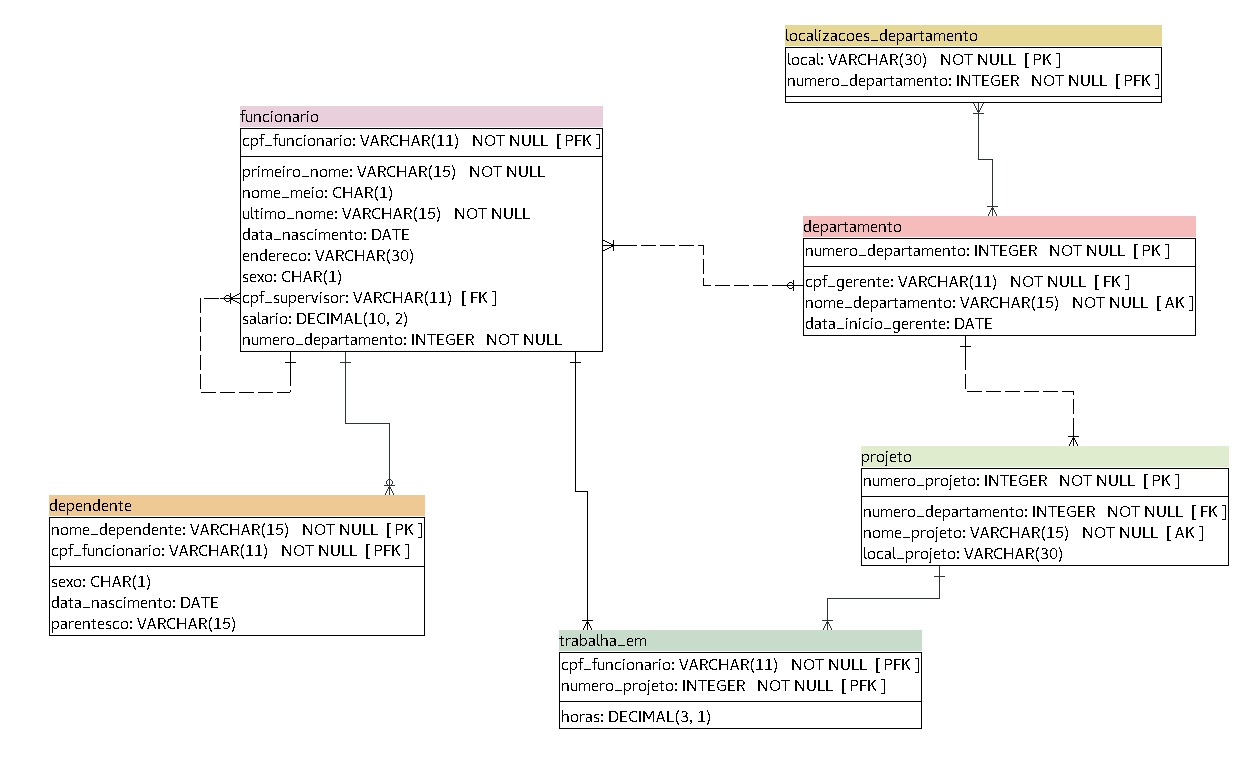 localizacoes_departamento
local: VARCHAR(30) NOT NULL [ PK ]
numero_departamento: INTEGER NOT NULL [ PFK ]
funcionario
cpf_funcionario: VARCHAR(11) NOT NULL [ PFK ]
primeiro_nome: VARCHAR(15) NOT NULL
nome_meio: CHAR(1)
ultimo_nome: VARCHAR(15) NOT NULL
data_nascimento: DATE
endereco: VARCHAR(30)
sexo: CHAR(1)
cpf_supervisor: VARCHAR(11) [ FK ]
salario: DECIMAL(10, 2)
numero_departamento: INTEGER NOT NULL
departamento
numero_departamento: INTEGER NOT NULL [ PK ]
cpf_gerente: VARCHAR(11) NOT NULL [ FK ]
nome_departamento: VARCHAR(15) NOT NULL [ AK ]
data_inicio_gerente: DATE
projeto
numero_projeto: INTEGER NOT NULL [ PK ]
numero_departamento: INTEGER NOT NULL [ FK ]
nome_projeto: VARCHAR(15) NOT NULL [ AK ]
local_projeto: VARCHAR(30)
dependente
nome_dependente: VARCHAR(15) NOT NULL [ PK ]
cpf_funcionario: VARCHAR(11) NOT NULL [ PFK ]
sexo: CHAR(1)
data_nascimento: DATE
parentesco: VARCHAR(15)
trabalha_em
cpf_funcionario: VARCHAR(11) NOT NULL [ PFK ]
numero_projeto: INTEGER NOT NULL [ PFK ]
horas: DECIMAL(3, 1)